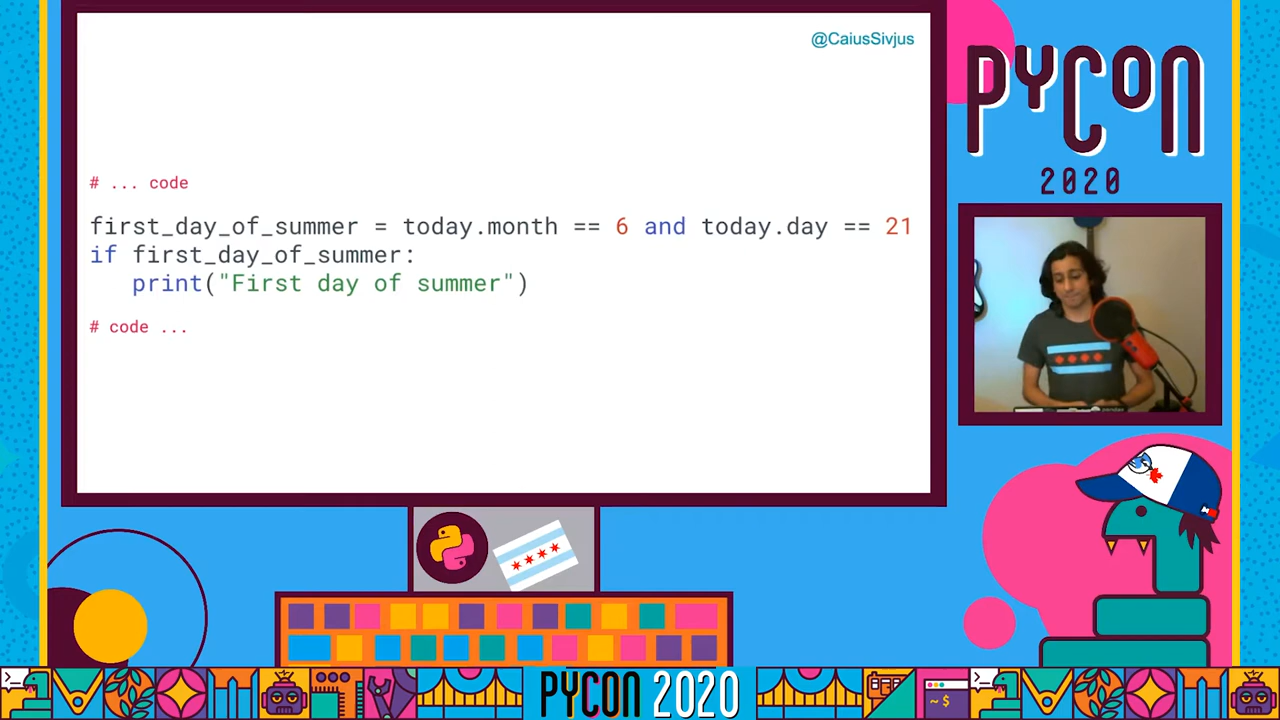 @CaiusSivjus
# ... code
first_day_of_summer = today.month == 6 and today.day == 21
if first_day_of_summer:
print("First day of summer")
# code ...
PYCON
2020
PYCON 2020
>_
>_
~$